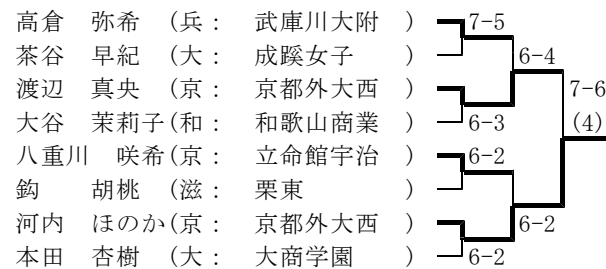 高倉　弥希　(兵：　武庫川大附　) 7-5
茶谷　早紀　(大：　成蹊女子　) 6-4
渡辺　真央　(京：　京都外大西　) 7-6
大谷　茉莉子(和：　和歌山商業　) 6-3 (4)
八重川　咲希(京：　立命館宇治　) 6-2
鈎　胡桃　(滋：　栗東　)
河内　ほのか(京：　京都外大西　) 6-2
本田　杏樹　(大：　大商学園　) 6-2